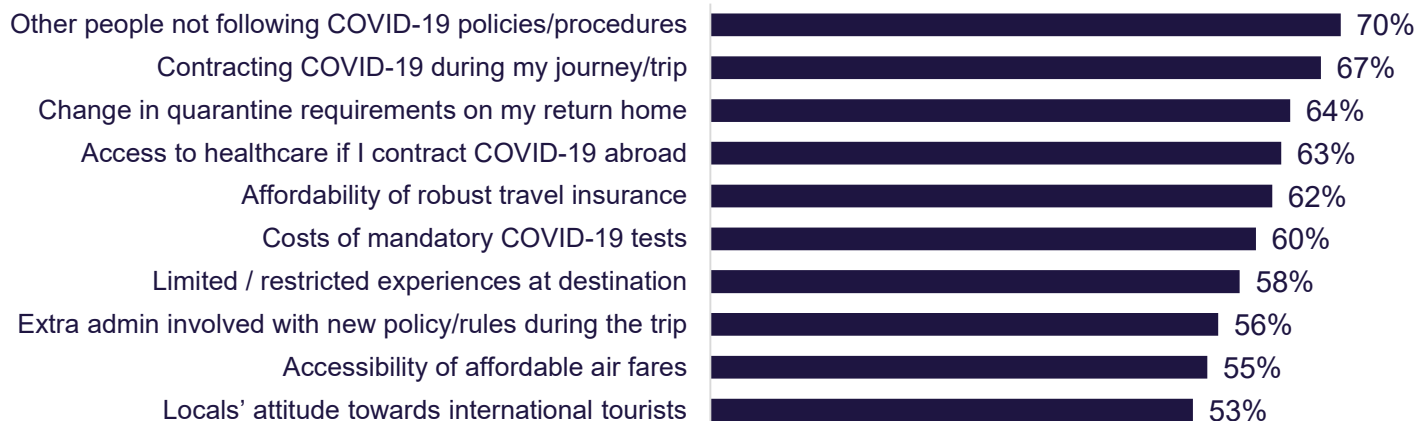 Other people not following COVID-19 policies/procedures 70%
Contracting COVID-19 during my journey/trip 67%
Change in quarantine requirements on my return home 64%
Access to healthcare if I contract COVID-19 abroad 63%
Affordability of robust travel insurance 62%
Costs of mandatory COVID-19 tests 60%
Limited / restricted experiences at destination 58%
Extra admin involved with new policy/rules during the trip 56%
Accessibility of affordable air fares 55%
Locals’ attitude towards international tourists 53%